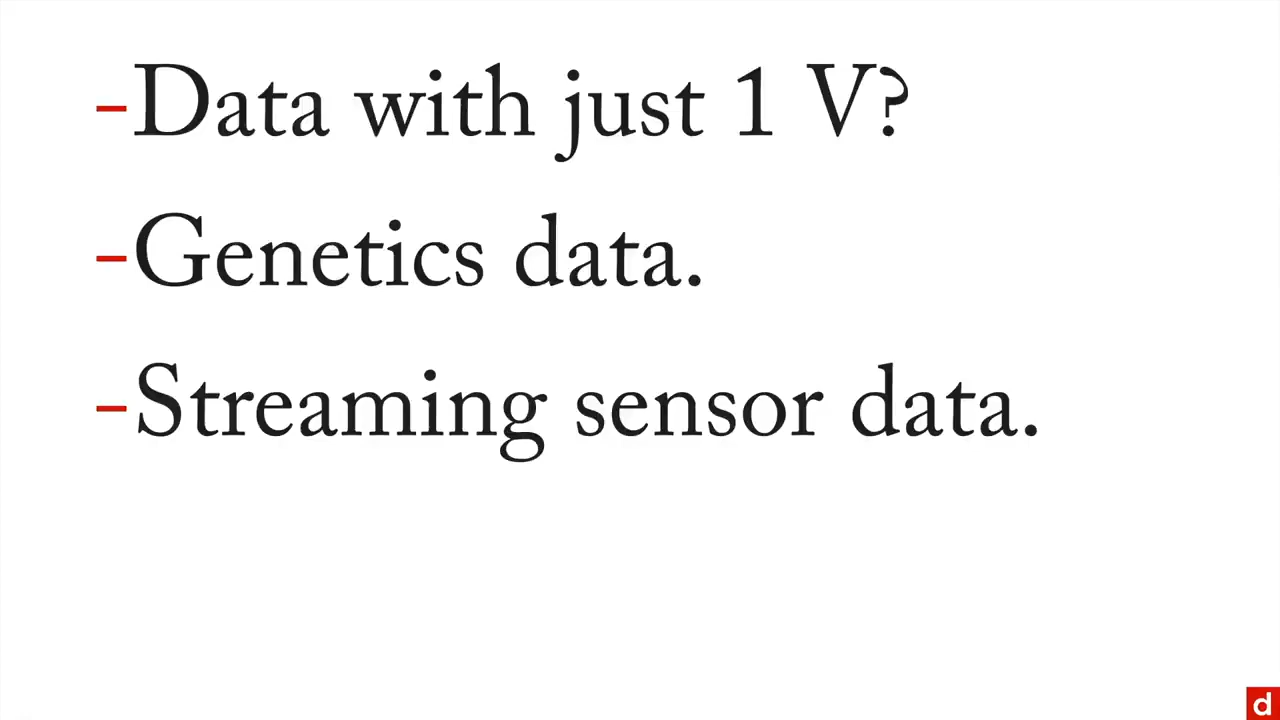 -Data with just 1 V?
-Genetics data.
-Streaming sensor data.
d